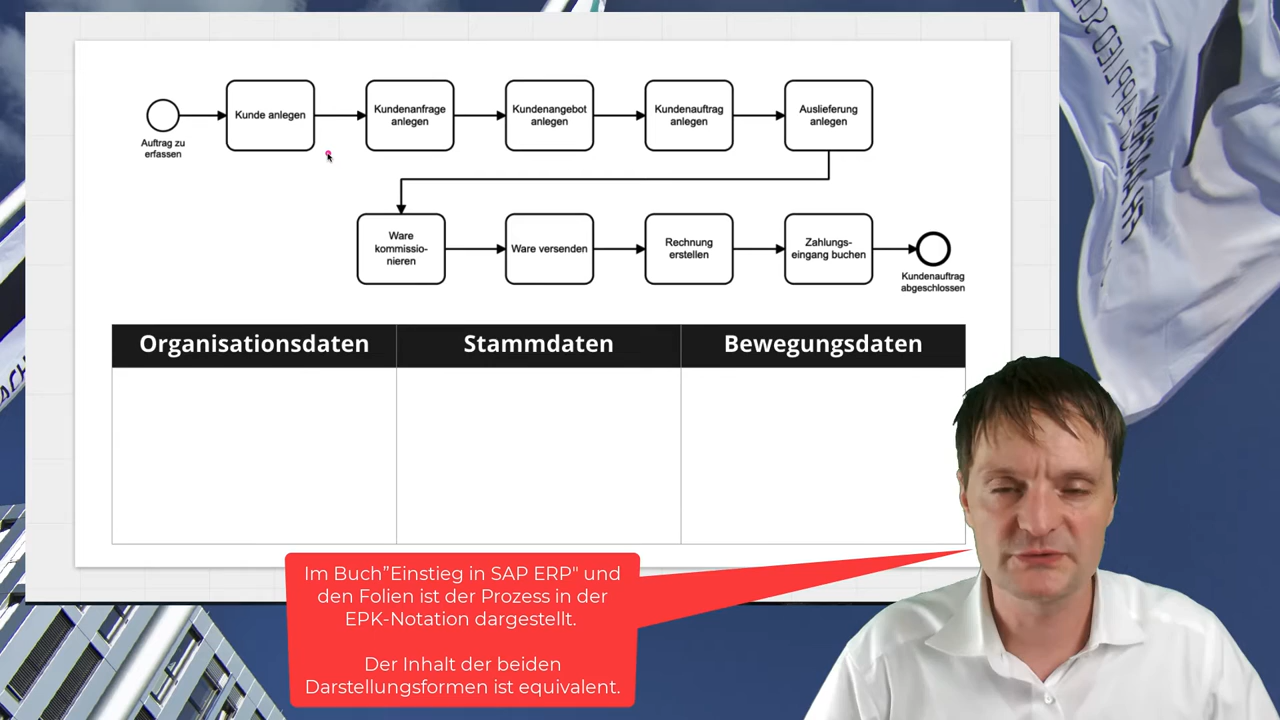 Auftrag zu
erfassen
Kunde anlegen
Kundenanfrage
anlegen
Kundenangebot
anlegen
Kundenauftrag
anlegen
Auslieferung
anlegen
Ware
kommissio-
nieren
Ware versenden
Rechnung
erstellen
Zahlungs-
eingang buchen
Kundenauftrag
abgeschlossen
Organisationsdaten
Stammdaten
Bewegungsdaten
Im Buch”Einstieg in SAP ERP" und
den Folien ist der Prozess in der
EPK-Notation dargestellt.
Der Inhalt der beiden
Darstellungsformen ist equivalent.